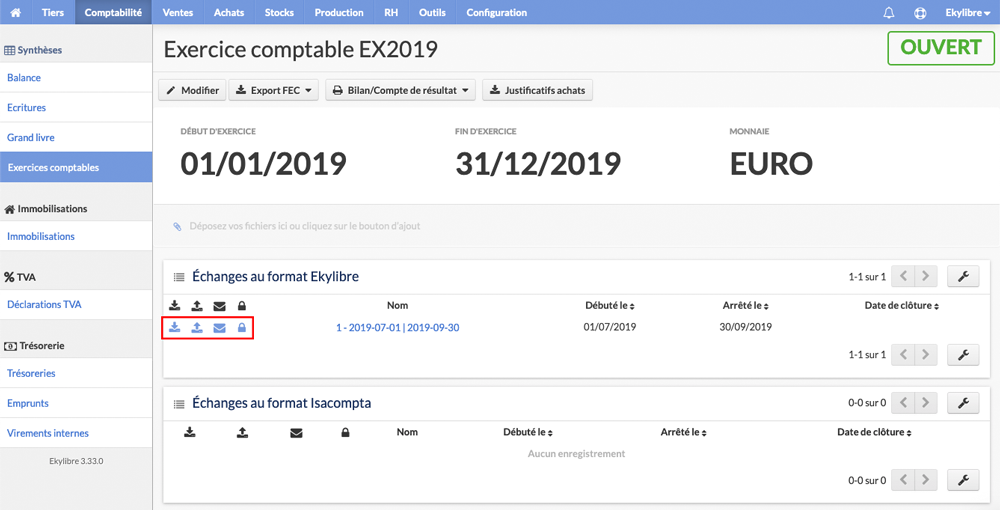 Tiers Comptabilité Ventes Achats Stocks Production RH Outils Configuration Ekylibre
Synthèses
Balance
Ecritures
Grand livre
Exercices comptables
Immobilisations
Immobilisations
TVA
Déclarations TVA
Trésorerie
Trésoreries
Emprunts
Virements internes
Ekylibre 3.33.0
Exercice comptable EX2019
OUVERT
Modifier Export FEC Bilan/Compte de résultat Justificatifs achats
DÉBUT D'EXERCICE FIN D'EXERCICE MONNAIE
01/01/2019 31/12/2019 EURO
Déposez vos fichiers ici ou cliquez sur le bouton d'ajout
Échanges au format Ekylibre 1-1 sur 1
Nom Débuté le Arrêté le Date de clôture
1 - 2019-07-01 | 2019-09-30 01/07/2019 30/09/2019
1-1 sur 1
Échanges au format Isacompta 0-0 sur 0
Nom Débuté le Arrêté le Date de clôture
Aucun enregistrement
0-0 sur 0